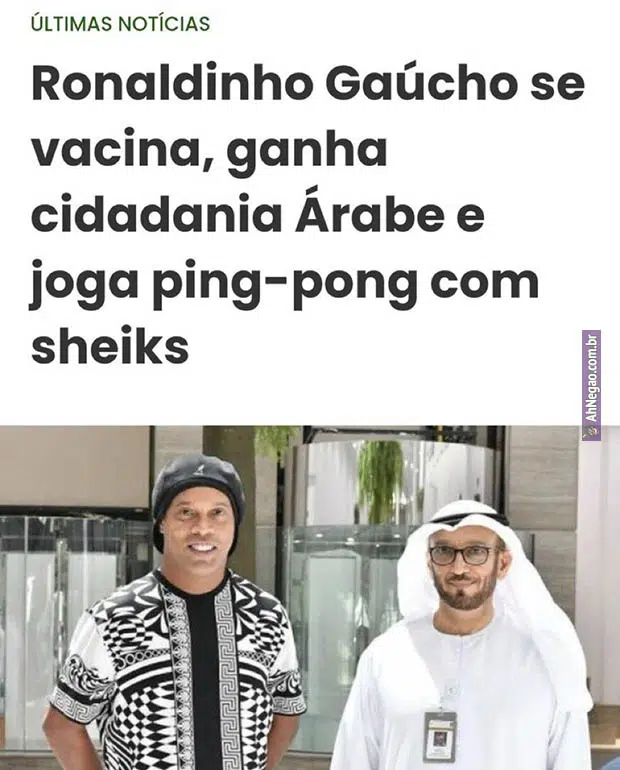 ÚLTIMAS NOTÍCIAS
Ronaldinho Gaúcho se
vacina, ganha
cidadania Árabe e
joga ping-pong com
sheiks
AhNegao.com.br